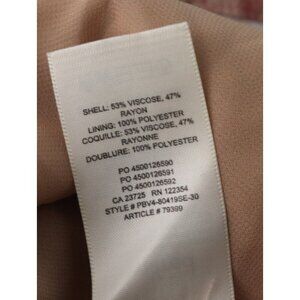 SHELL: 53% VISCOSE, 47%
RAYON
LINING: 100% POLYESTER
COQUILLE: 53% VISCOSE, 47%
RAYONNE
DOUBLURE: 100% POLYESTER
PO 4500126590
PO 4500126591
PO 4500126592
CA 23725 RN 122354
STYLE # PBV4-80419SE-30
ARTICLE # 79399